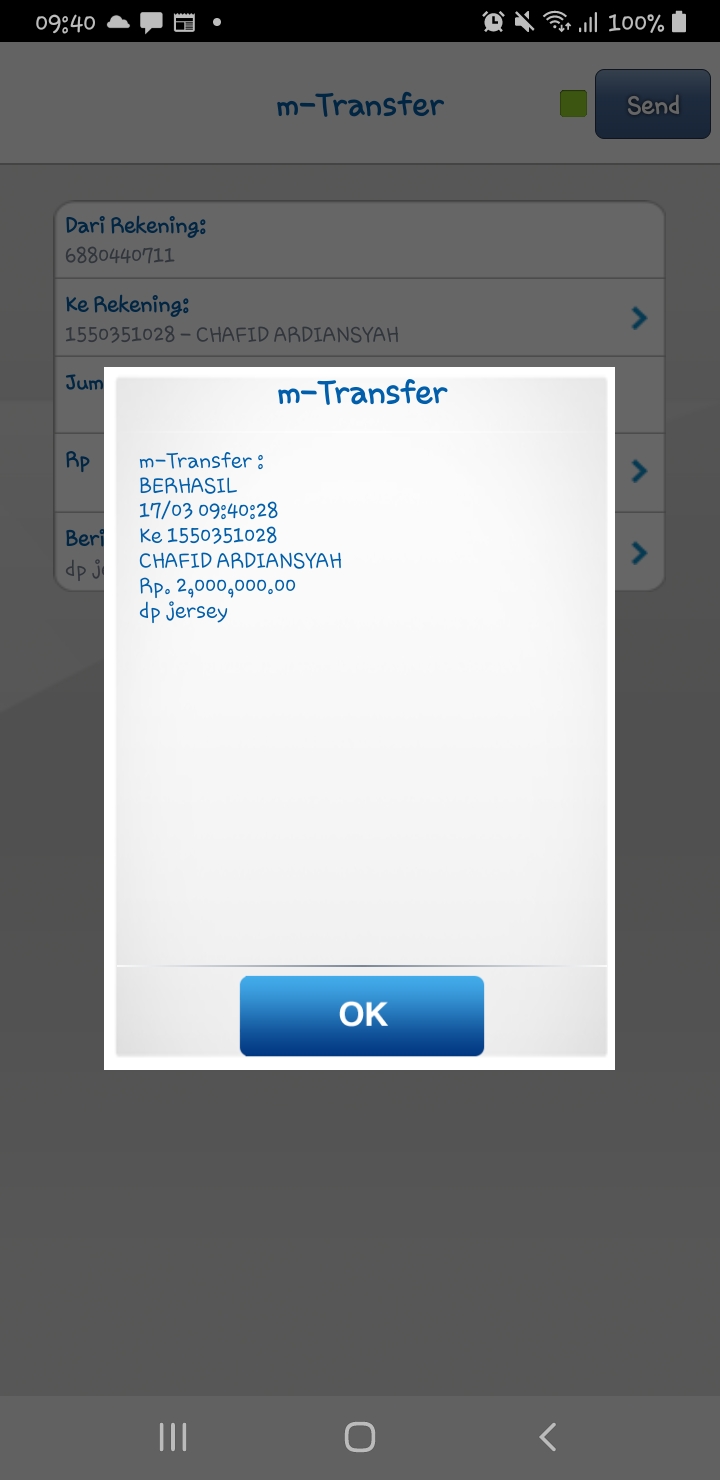 09:40
100%
m-Transfer
Send
Dari Rekening:
6880440711
Ke Rekening:
1550351028 - CHAFID ARDIANSYAH
Jum
Rp
Beri
dp je
m-Transfer
m-Transfer :
BERHASIL
17/03 09:40:28
Ke 1550351028
CHAFID ARDIANSYAH
Rp. 2,000,000.00
dp jersey
OK